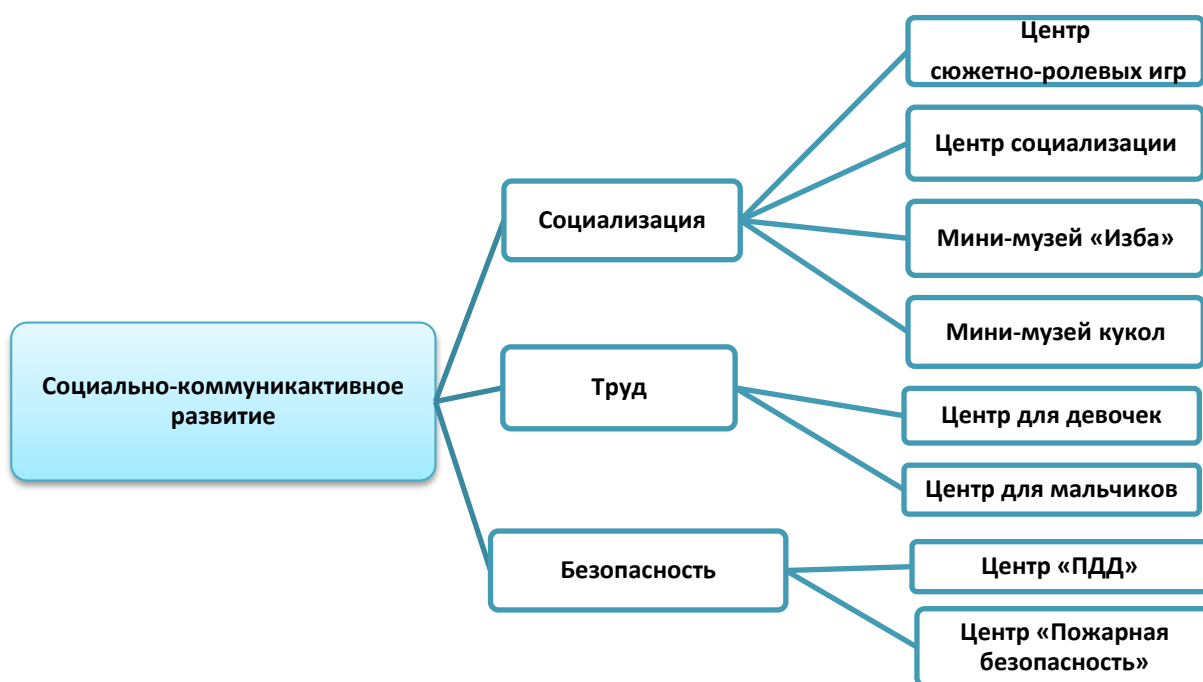 Социально-коммуникактивное
развитие
Социализация
Центр
сюжетно-ролевых игр
Центр социализации
Мини-музей «Изба»
Мини-музей кукол
Труд
Центр для девочек
Центр для мальчиков
Безопасность
Центр «ПДД»
Центр «Пожарная
безопасность»